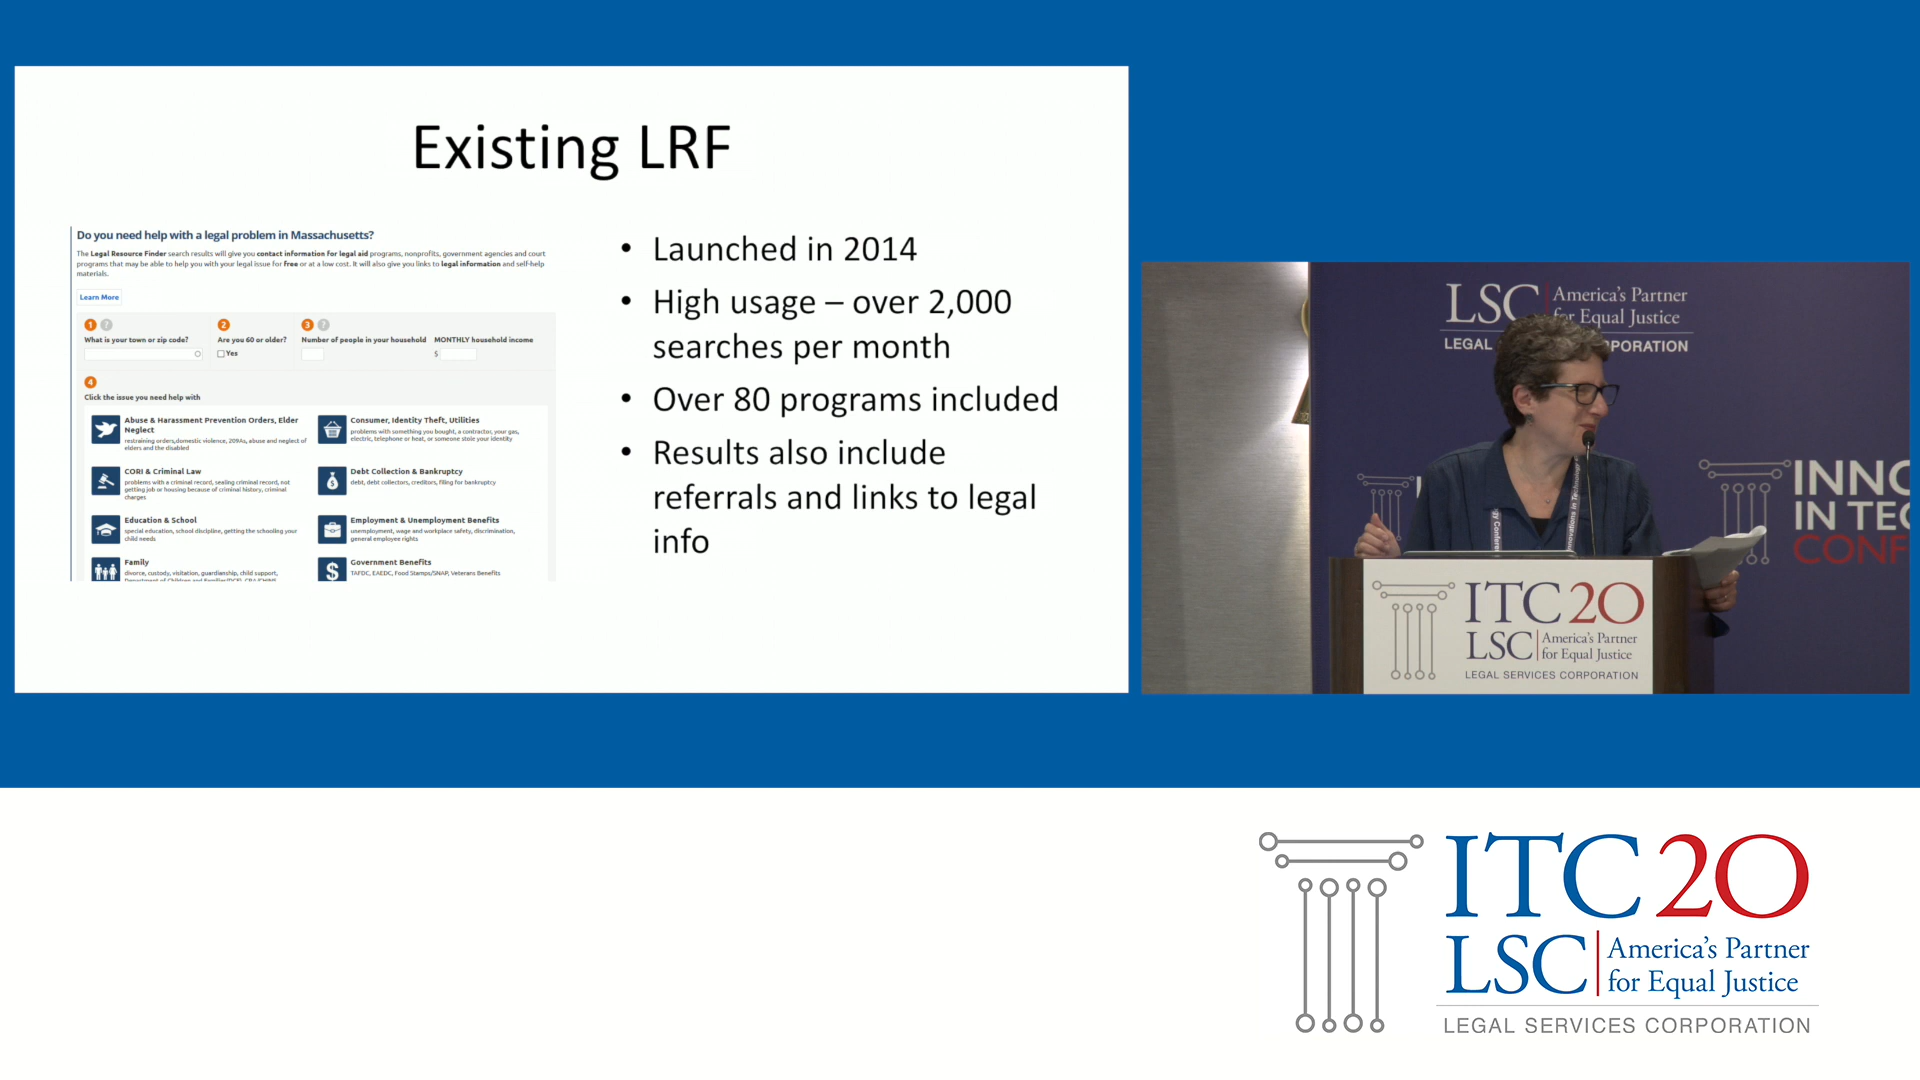 Existing LRF
Do you need help with a legal problem in Massachusetts?
The Legal Resource Finder search results will give you contact information for legal aid programs, nonprofits, government agencies and court
programs that may be able to help you with your legal issue for free or at a low cost. It will also give you links to legal information and self-help
materials.
Learn More
1 ?
What is your town or zip code?
2
Are you 60 or older?
Yes
3 ?
Number of people in your household
MONTHLY household income
$
4
Click the issue you need help with
Abuse & Harassment Prevention Orders, Elder
Neglect
restraining orders,domestic violence, 209As, abuse and neglect of
elders and the disabled
Consumer, Identity Theft, Utilities
problems with something you bought, a contractor, your gas,
electric, telephone or heat, or someone stole your identity
CORI & Criminal Law
problems with a criminal record, sealing criminal record, not
getting job or housing because of criminal history, criminal
charges
Debt Collection & Bankruptcy
debt, debt collectors, creditors, filing for bankruptcy
Education & School
special education, school discipline, getting the schooling your
child needs
Employment & Unemployment Benefits
unemployment, wage and workplace safety, discrimination,
general employee rights
Family
divorce, custody, visitation, guardianship, child support,
Government Benefits
TAFDC, EAEDC, Food Stamps/SNAP, Veterans Benefits
• Launched in 2014
• High usage – over 2,000
searches per month
• Over 80 programs included
• Results also include
referrals and links to legal
info
LSC America's Partner
for Equal Justice
LEGAL
PORATION
INNO
IN TEC
CONF
ITC 20
LSC America's Partner
for Equal Justice
LEGAL SERVICES CORPORATION
ITC 20
LSC America's Partner
for Equal Justice
LEGAL SERVICES CORPORATION